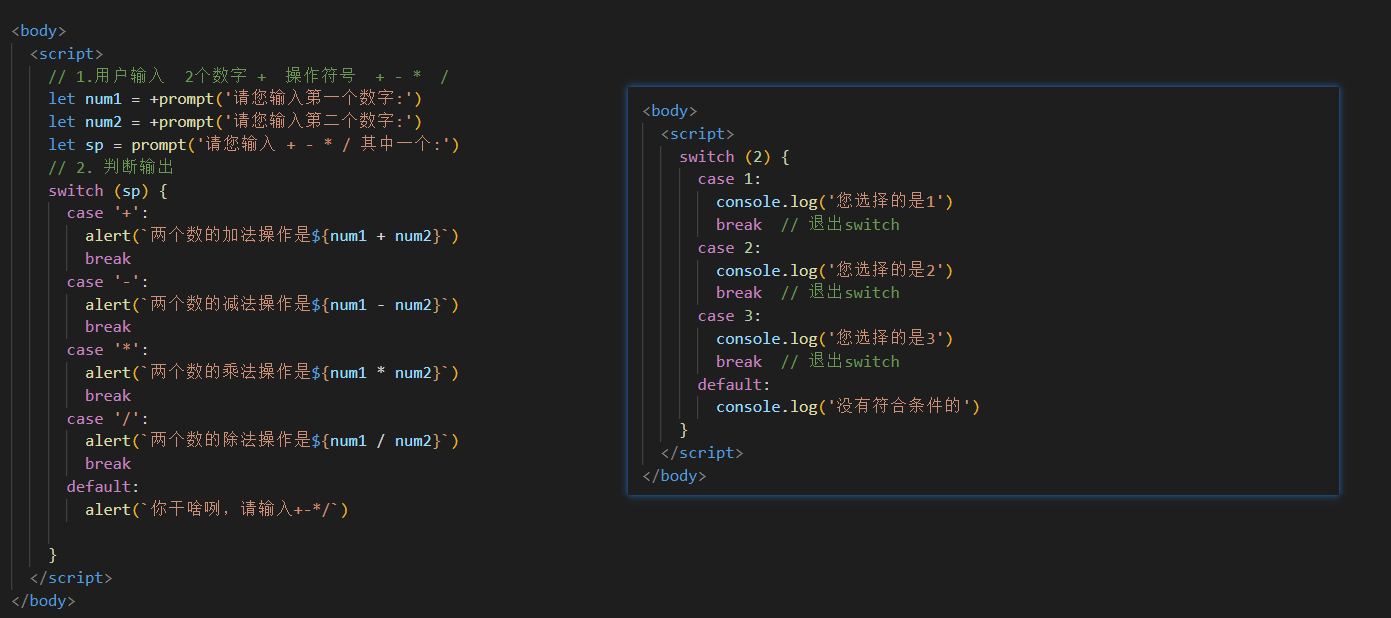 <body>
<script>
// 1.用户输入  2个数字 +  操作符号  + - *  /
let num1 = +prompt('请您输入第一个数字:')
let num2 = +prompt('请您输入第二个数字:')
let sp = prompt('请您输入 + - * / 其中一个:')
// 2. 判断输出
switch (sp) {
case '+':
alert(`两个数的加法操作是${num1 + num2}`)
break
case '-':
alert(`两个数的减法操作是${num1 - num2}`)
break
case '*':
alert(`两个数的乘法操作是${num1 * num2}`)
break
case '/':
alert(`两个数的除法操作是${num1 / num2}`)
break
default:
alert(`你干啥咧，请输入+-*/`)
}
</script>
</body>
<body>
<script>
switch (2) {
case 1:
console.log('您选择的是1')
break  // 退出switch
case 2:
console.log('您选择的是2')
break  // 退出switch
case 3:
console.log('您选择的是3')
break  // 退出switch
default:
console.log('没有符合条件的')
}
</script>
</body>